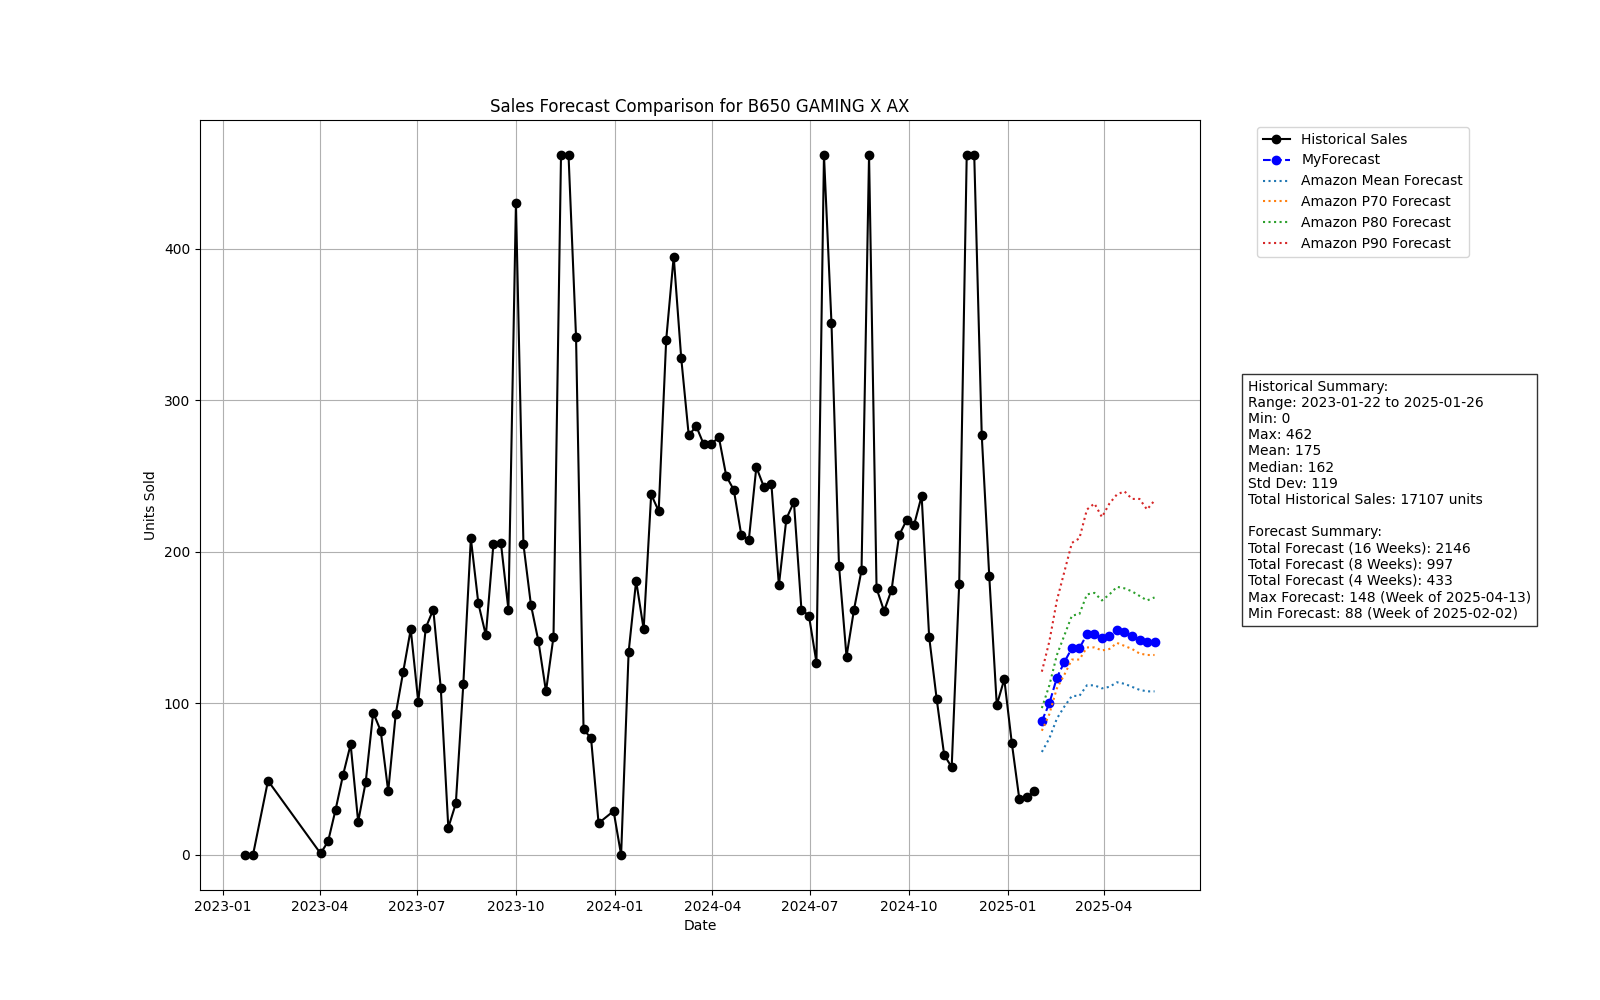 Sales Forecast Comparison for B650 GAMING X AX
Units Sold
400
300
200
100
0
2023-01
2023-04
2023-07
2023-10
2024-01
2024-04
2024-07
2024-10
2025-01
2025-04
Date
Historical Sales
MyForecast
Amazon Mean Forecast
Amazon P70 Forecast
Amazon P80 Forecast
Amazon P90 Forecast
Historical Summary:
Range: 2023-01-22 to 2025-01-26
Min: 0
Max: 462
Mean: 175
Median: 162
Std Dev: 119
Total Historical Sales: 17107 units
Forecast Summary:
Total Forecast (16 Weeks): 2146
Total Forecast (8 Weeks): 997
Total Forecast (4 Weeks): 433
Max Forecast: 148 (Week of 2025-04-13)
Min Forecast: 88 (Week of 2025-02-02)